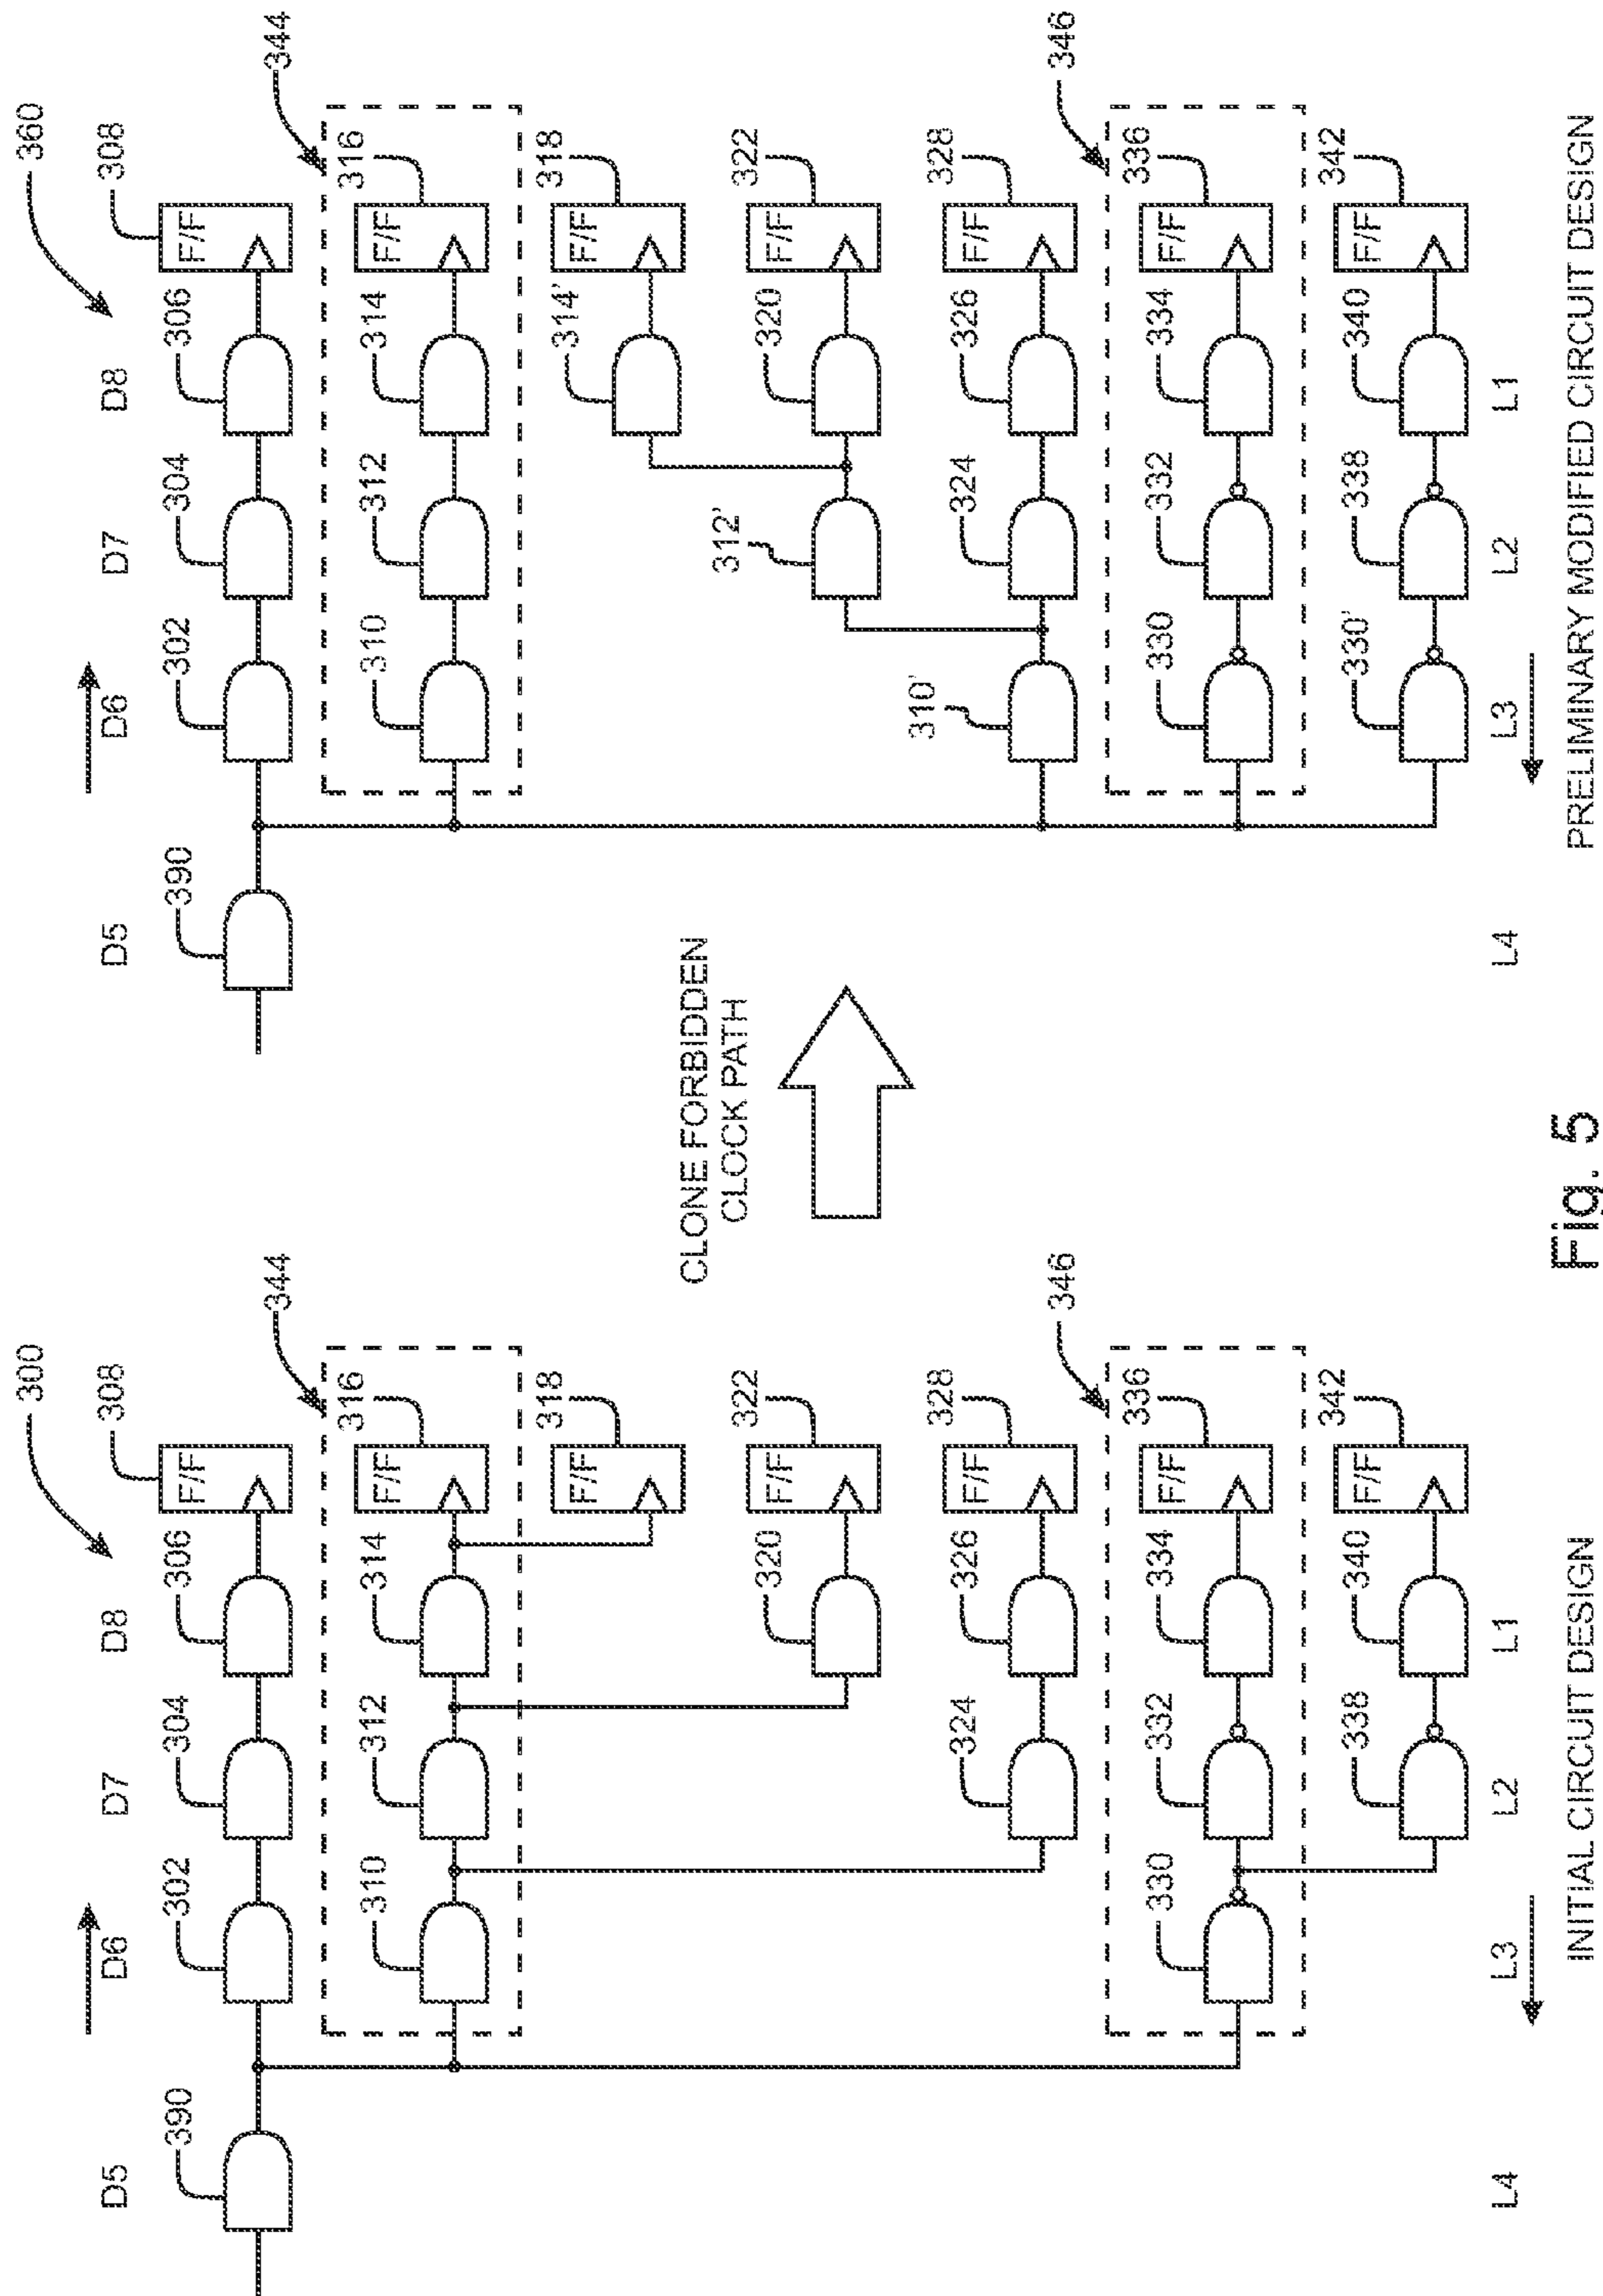 300
D5 D6 D7 D8
390 302 304 306 308
F/F
344
310 312 314 316
F/F
318
F/F
320 322
F/F
324 326 328
F/F
346
330 332 334 336
F/F
338 340 342
F/F
L4 L3 L2 L1
INITIAL CIRCUIT DESIGN
CLONE FORBIDDEN
CLOCK PATH
360
D5 D6 D7 D8
390 302 304 306 308
F/F
344
310 312 314 316
F/F
314' 318
F/F
312' 320 322
F/F
310' 324 326 328
F/F
346
330 332 334 336
F/F
330' 338 340 342
F/F
L4 L3 L2 L1
PRELIMINARY MODIFIED CIRCUIT DESIGN
Fig. 5